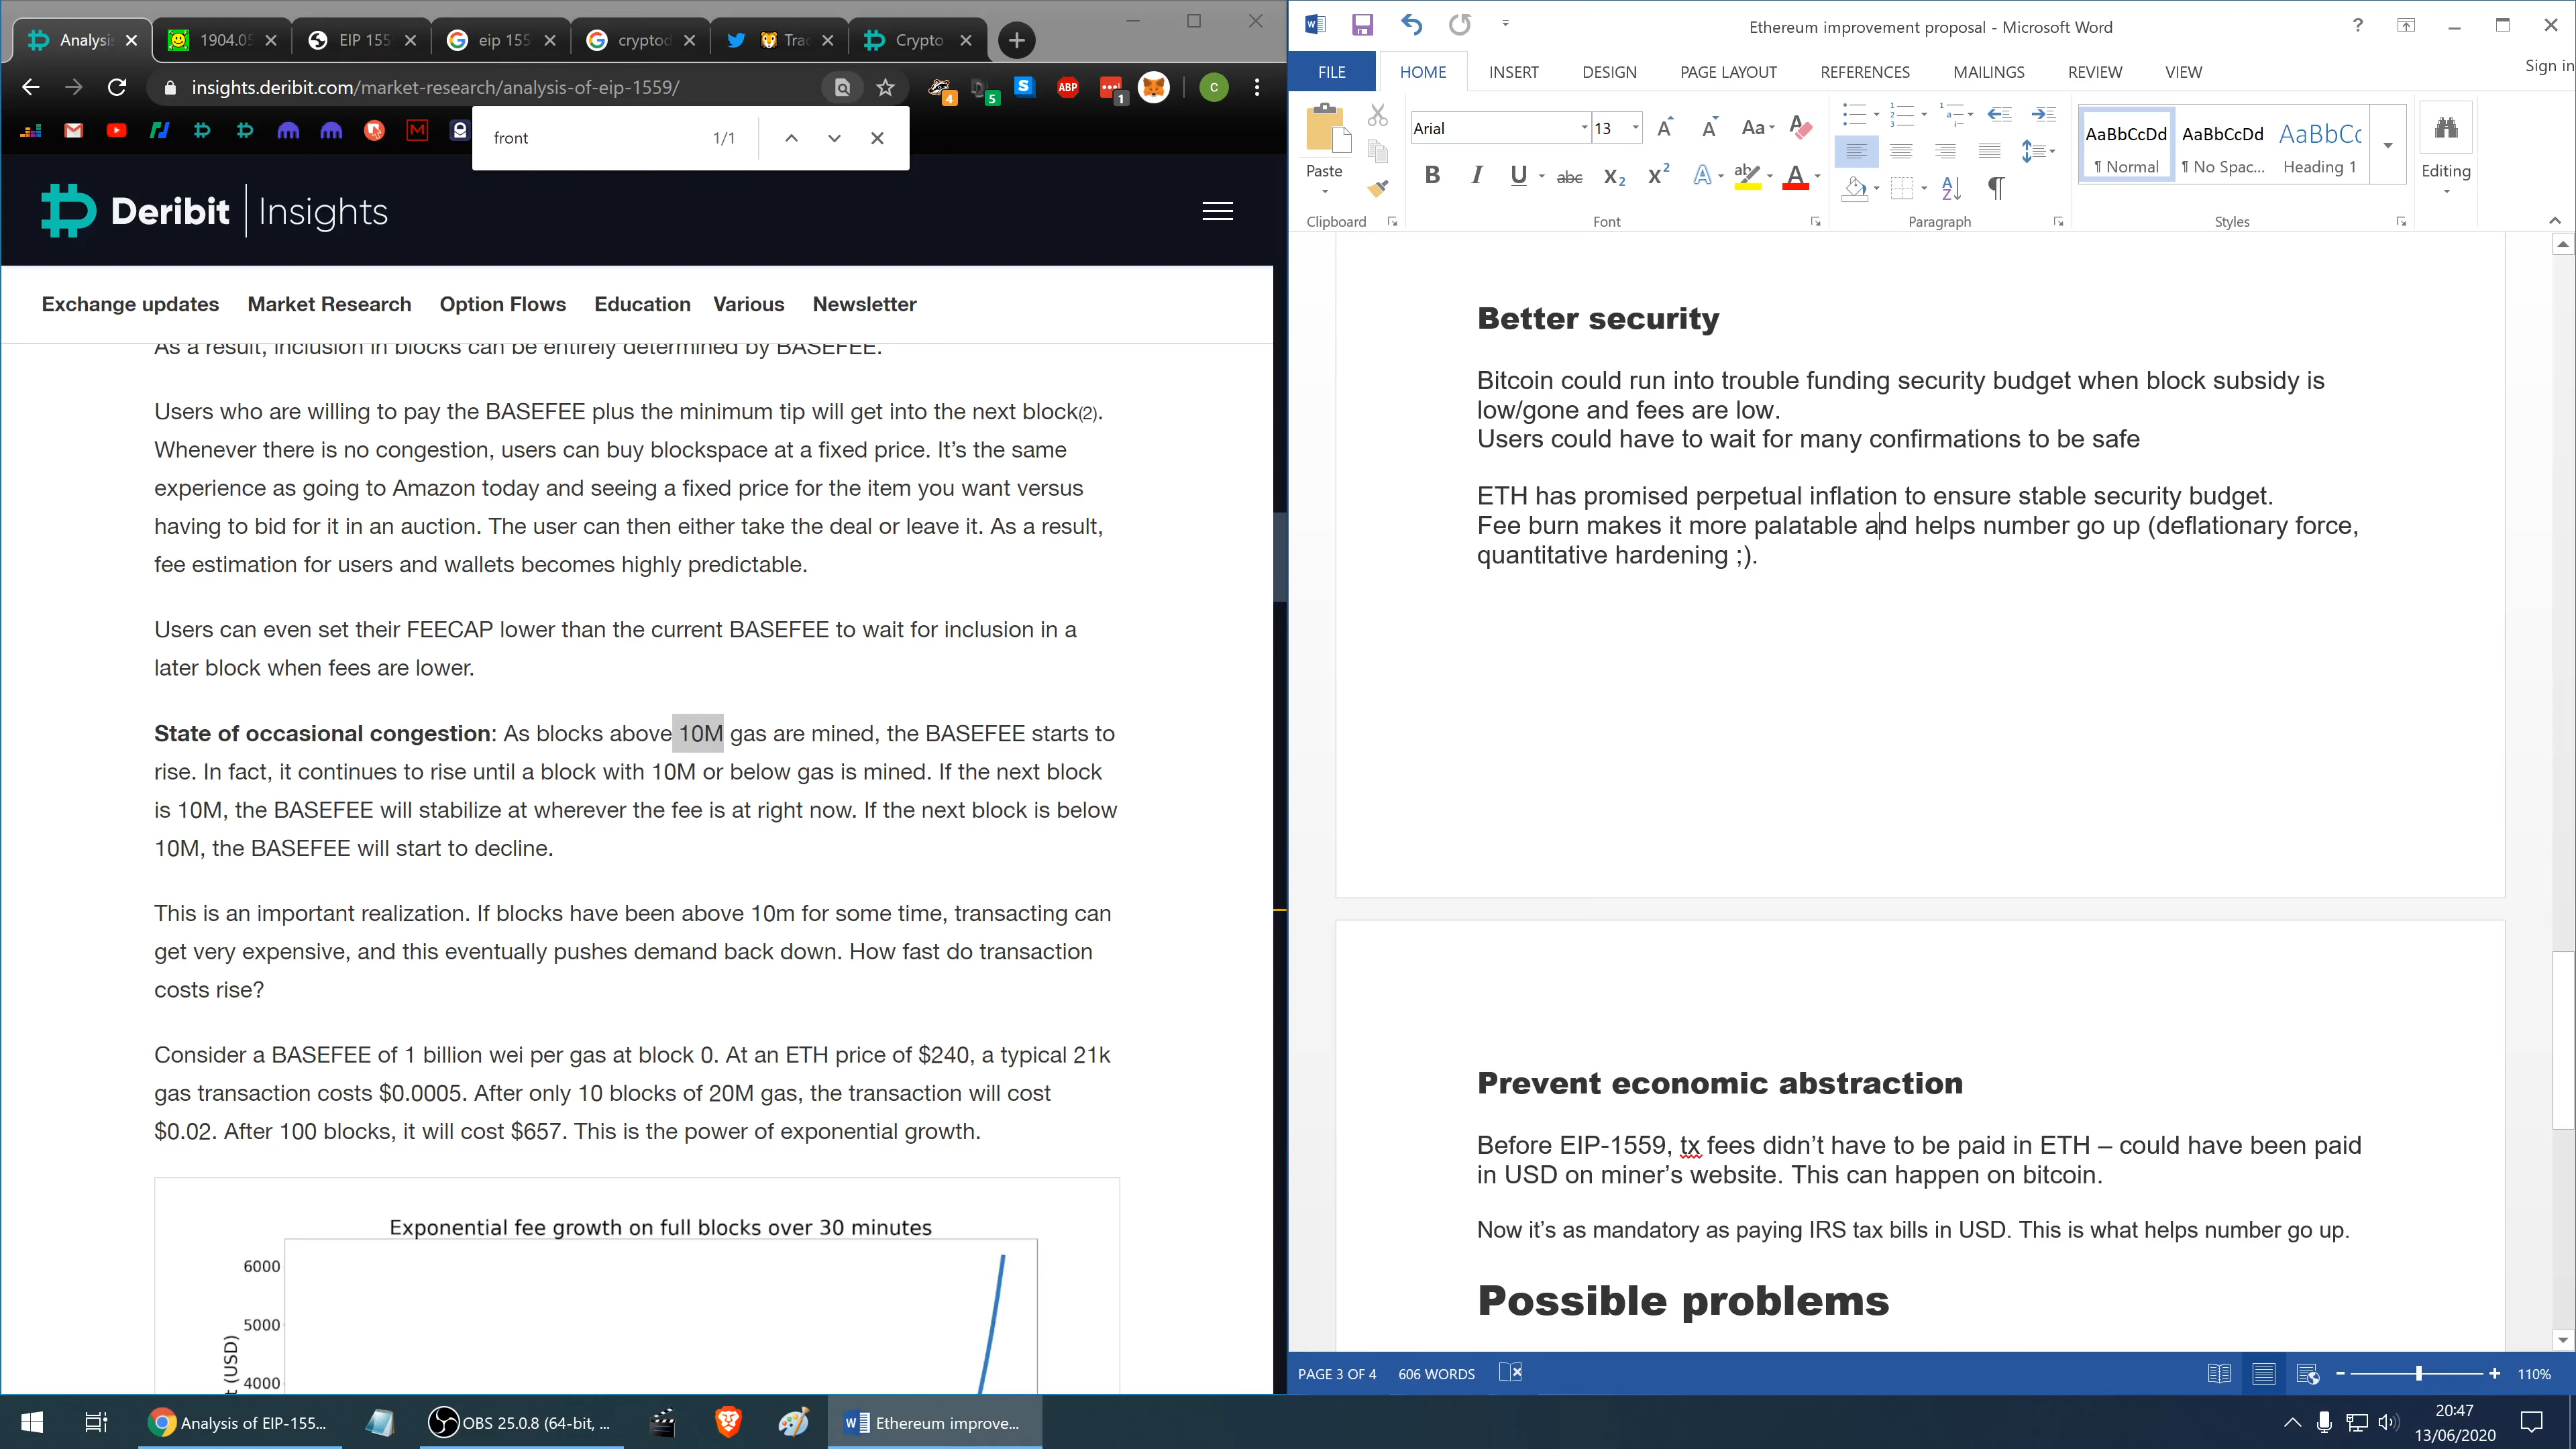 Analysis
1904.05
EIP 155
eip 155
cryptod
Trad
Crypto
insights.deribit.com/market-research/analysis-of-eip-1559/
4
5
S
ABP
1
C
M
front
1/1
Deribit Insights
Exchange updates Market Research Option Flows Education Various Newsletter
As a result, inclusion in blocks can be entirely determined by BASEFEE.
Users who are willing to pay the BASEFEE plus the minimum tip will get into the next block(2).
Whenever there is no congestion, users can buy blockspace at a fixed price. It’s the same
experience as going to Amazon today and seeing a fixed price for the item you want versus
having to bid for it in an auction. The user can then either take the deal or leave it. As a result,
fee estimation for users and wallets becomes highly predictable.
Users can even set their FEECAP lower than the current BASEFEE to wait for inclusion in a
later block when fees are lower.
State of occasional congestion: As blocks above 10M gas are mined, the BASEFEE starts to
rise. In fact, it continues to rise until a block with 10M or below gas is mined. If the next block
is 10M, the BASEFEE will stabilize at wherever the fee is at right now. If the next block is below
10M, the BASEFEE will start to decline.
This is an important realization. If blocks have been above 10m for some time, transacting can
get very expensive, and this eventually pushes demand back down. How fast do transaction
costs rise?
Consider a BASEFEE of 1 billion wei per gas at block 0. At an ETH price of $240, a typical 21k
gas transaction costs $0.0005. After only 10 blocks of 20M gas, the transaction will cost
$0.02. After 100 blocks, it will cost $657. This is the power of exponential growth.
Exponential fee growth on full blocks over 30 minutes
6000
5000
4000
(USD)
Ethereum improvement proposal - Microsoft Word
?
FILE HOME INSERT DESIGN PAGE LAYOUT REFERENCES MAILINGS REVIEW VIEW
Sign in
Paste
Clipboard
Arial
13
Aa
B I U abc X2 X2 A ab A
Font
Paragraph
AaBbCcDd AaBbCcDd AaBbCc
¶ Normal ¶ No Spac... Heading 1
Styles
Editing
Better security
Bitcoin could run into trouble funding security budget when block subsidy is
low/gone and fees are low.
Users could have to wait for many confirmations to be safe
ETH has promised perpetual inflation to ensure stable security budget.
Fee burn makes it more palatable and helps number go up (deflationary force,
quantitative hardening ;).
Prevent economic abstraction
Before EIP-1559, tx fees didn’t have to be paid in ETH – could have been paid
in USD on miner’s website. This can happen on bitcoin.
Now it’s as mandatory as paying IRS tax bills in USD. This is what helps number go up.
Possible problems
PAGE 3 OF 4 606 WORDS
110%
Analysis of EIP-155...
OBS 25.0.8 (64-bit, ...
Ethereum improve...
20:47
13/06/2020